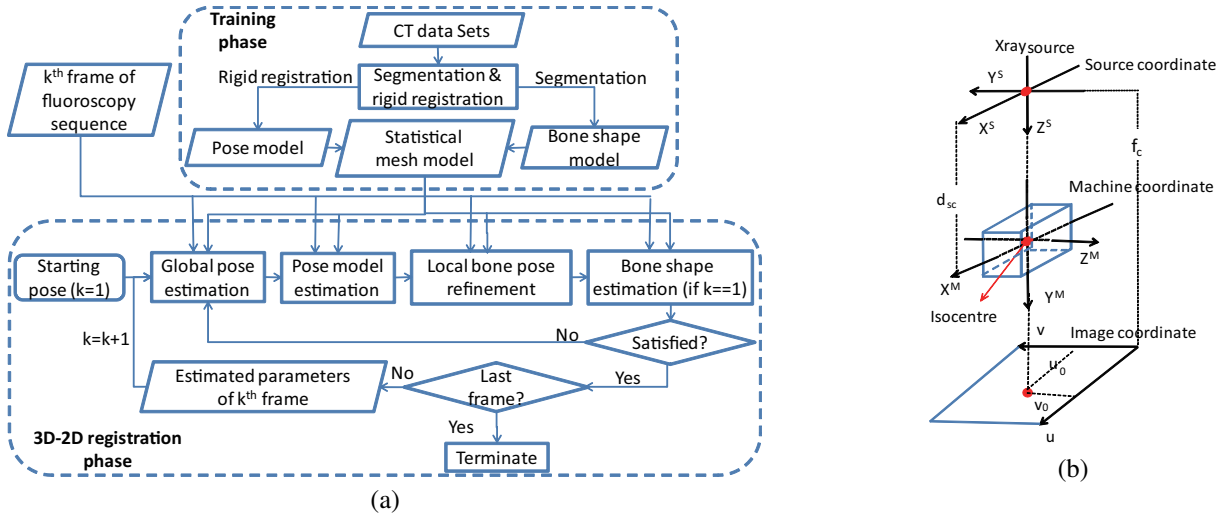 Training
phase
CT data Sets
kth frame of
fluoroscopy
sequence
Rigid registration
Segmentation &
rigid registration
Segmentation
Pose model
Statistical
mesh model
Bone shape
model
Starting
pose (k=1)
Global pose
estimation
Pose model
estimation
Local bone pose
refinement
Bone shape
estimation (if k==1)
k=k+1
No
Satisfied?
Yes
Estimated parameters
of kth frame
No
Last
frame?
Yes
Terminate
3D-2D registration
phase
(a)
Xray source
Source coordinate
YS
XS
ZS
fc
dsc
Machine coordinate
ZM
XM
YM
Isocentre
v
Image coordinate
u0
v0
u
(b)